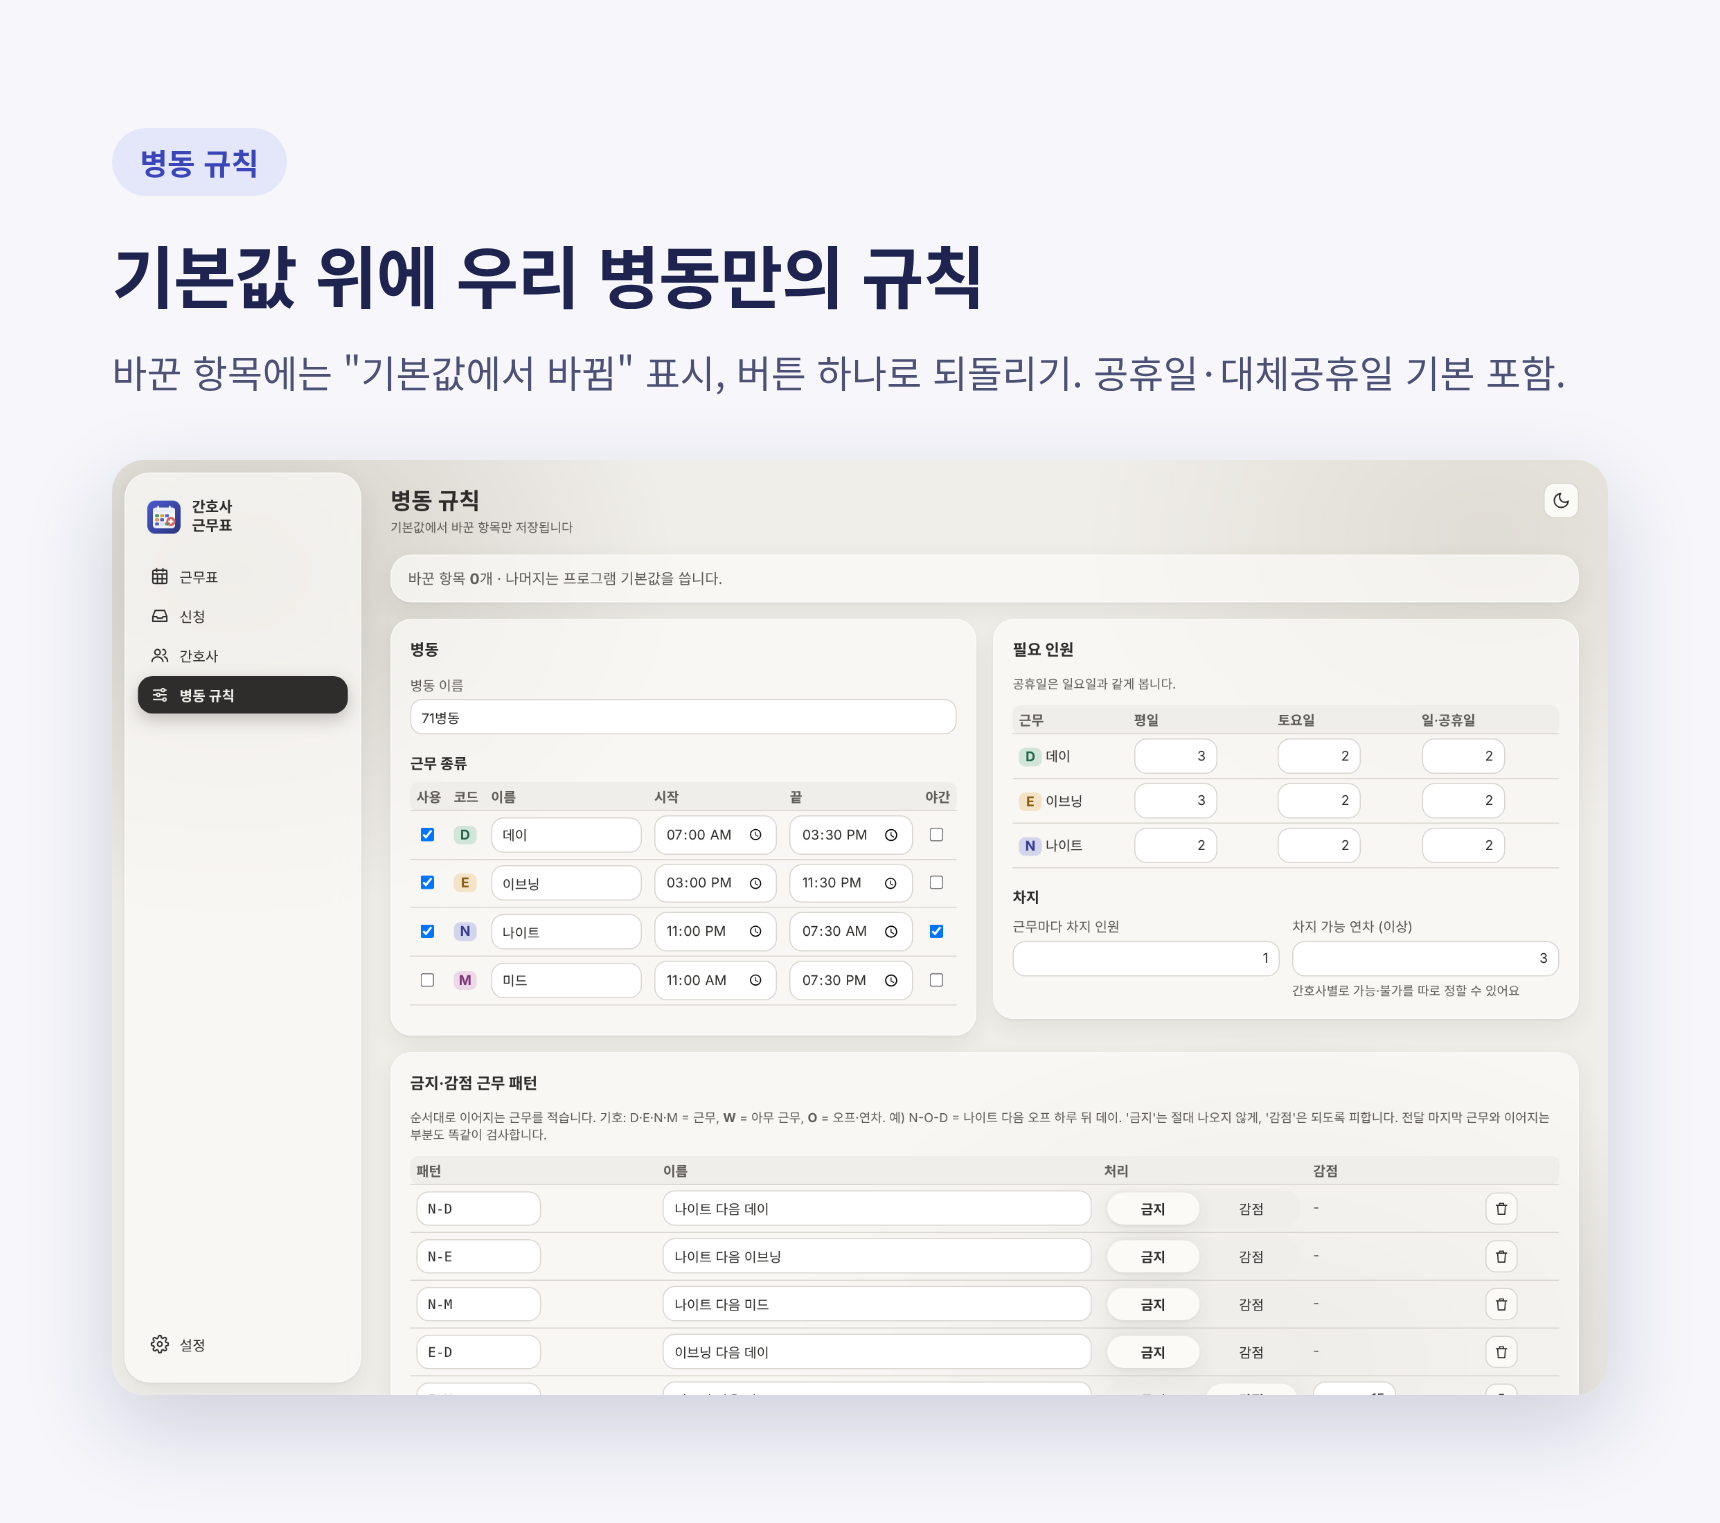 병동 규칙
기본값 위에 우리 병동만의 규칙
바꾼 항목에는 "기본값에서 바뀜" 표시, 버튼 하나로 되돌리기. 공휴일·대체공휴일 기본 포함.
간호사
근무표
근무표
신청
간호사
병동 규칙
설정
병동 규칙
기본값에서 바꾼 항목만 저장됩니다
바꾼 항목 0개 · 나머지는 프로그램 기본값을 씁니다.
병동
병동 이름
71병동
근무 종류
사용 코드 이름 시작 끝 야간
D 데이 07:00 AM 03:30 PM
E 이브닝 03:00 PM 11:30 PM
N 나이트 11:00 PM 07:30 AM
M 미드 11:00 AM 07:30 PM
필요 인원
공휴일은 일요일과 같게 봅니다.
근무 평일 토요일 일·공휴일
D 데이 3 2 2
E 이브닝 3 2 2
N 나이트 2 2 2
차지
근무마다 차지 인원 차지 가능 연차 (이상)
1 3
간호사별로 가능·불가를 따로 정할 수 있어요
금지·감점 근무 패턴
순서대로 이어지는 근무를 적습니다. 기호: D·E·N·M = 근무, W = 아무 근무, O = 오프·연차. 예) N-O-D = 나이트 다음 오프 하루 뒤 데이. '금지'는 절대 나오지 않게, '감점'은 되도록 피합니다. 전달 마지막 근무와 이어지는
부분도 똑같이 검사합니다.
패턴 이름 처리 감점
N-D 나이트 다음 데이 금지 감점 -
N-E 나이트 다음 이브닝 금지 감점 -
N-M 나이트 다음 미드 금지 감점 -
E-D 이브닝 다음 데이 금지 감점 -